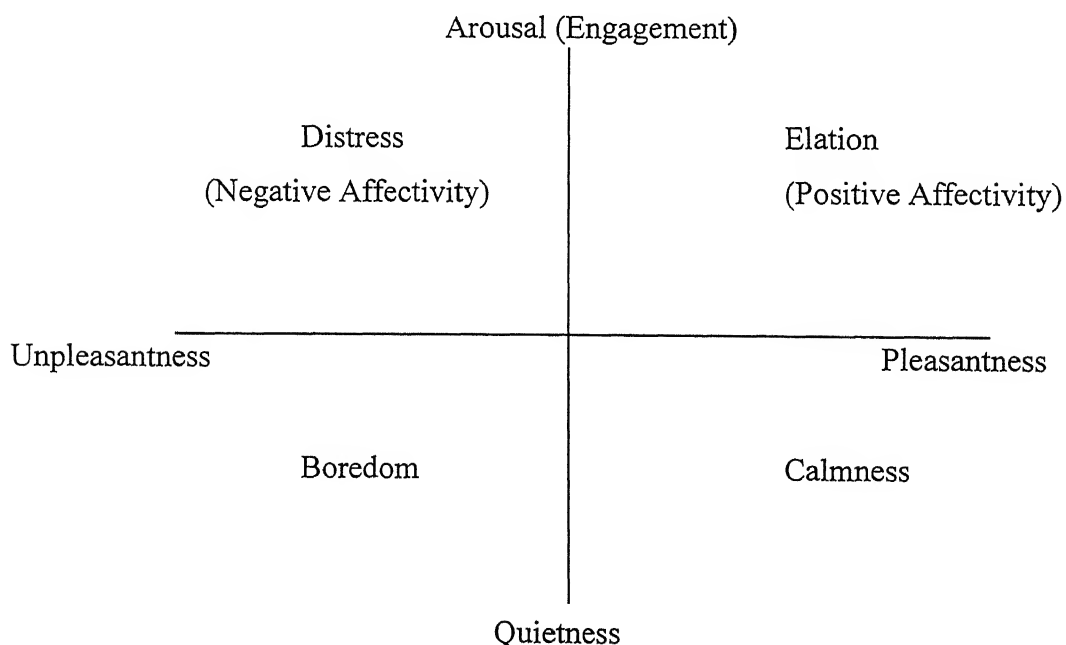 Arousal (Engagement)
Distress
(Negative Affectivity)
Elation
(Positive Affectivity)
Unpleasantness
Pleasantness
Boredom
Calmness
Quietness